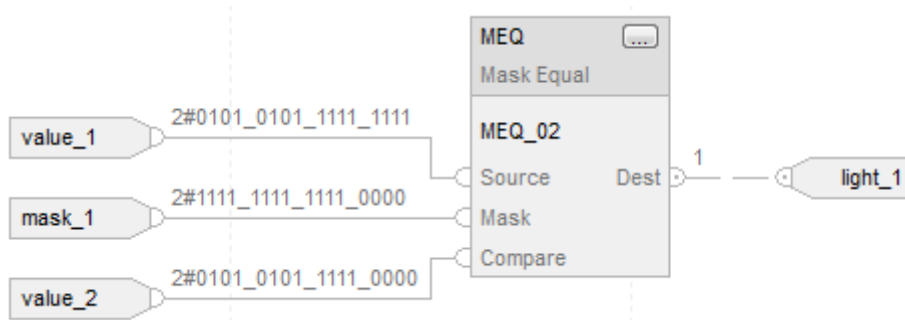 MEQ ...
Mask Equal
2#0101_0101_1111_1111
MEQ_02
value_1
1
Source Dest light_1
2#1111_1111_1111_0000
mask_1 Mask
Compare
2#0101_0101_1111_0000
value_2